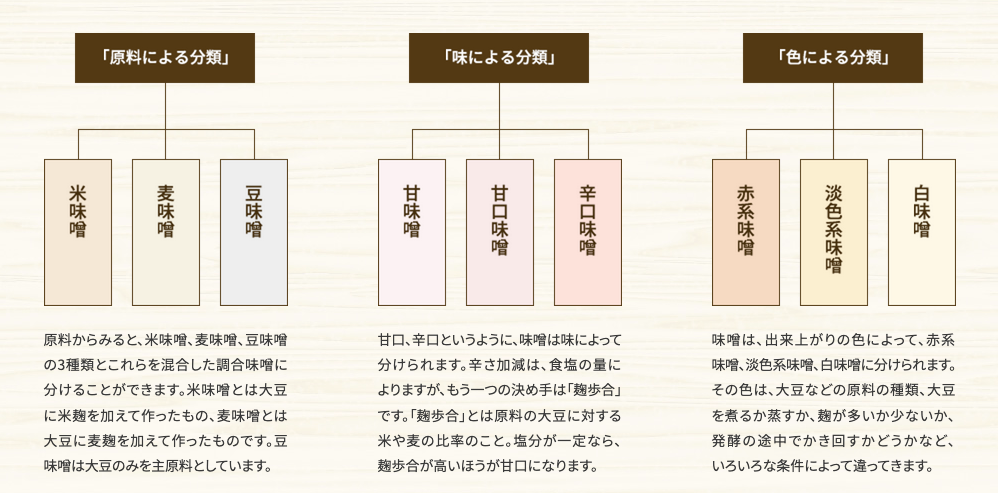 「原料による分類」
米味噌
麦味噌
豆味噌
原料からみると、米味噌、麦味噌、豆味噌
の3種類とこれらを混合した調合味噌に
分けることができます。米味噌とは大豆
に米麹を加えて作ったもの、麦味噌とは
大豆に麦麹を加えて作ったものです。豆
味噌は大豆のみを主原料としています。
「味による分類」
甘味噌
甘口味噌
辛口味噌
甘口、辛口というように、味噌は味によって
分けられます。辛さ加減は、食塩の量に
よりますが、もう一つの決め手は「麹歩合」
です。「麹歩合」とは原料の大豆に対する
米や麦の比率のこと。塩分が一定なら、
麹歩合が高いほうが甘口になります。
「色による分類」
赤系味噌
淡色系味噌
白味噌
味噌は、出来上がりの色によって、赤系
味噌、淡色系味噌、白味噌に分けられます。
その色は、大豆などの原料の種類、大豆
を煮るか蒸すか、麹が多いか少ないか、
発酵の途中でかき回すかどうかなど、
いろいろな条件によって違ってきます。